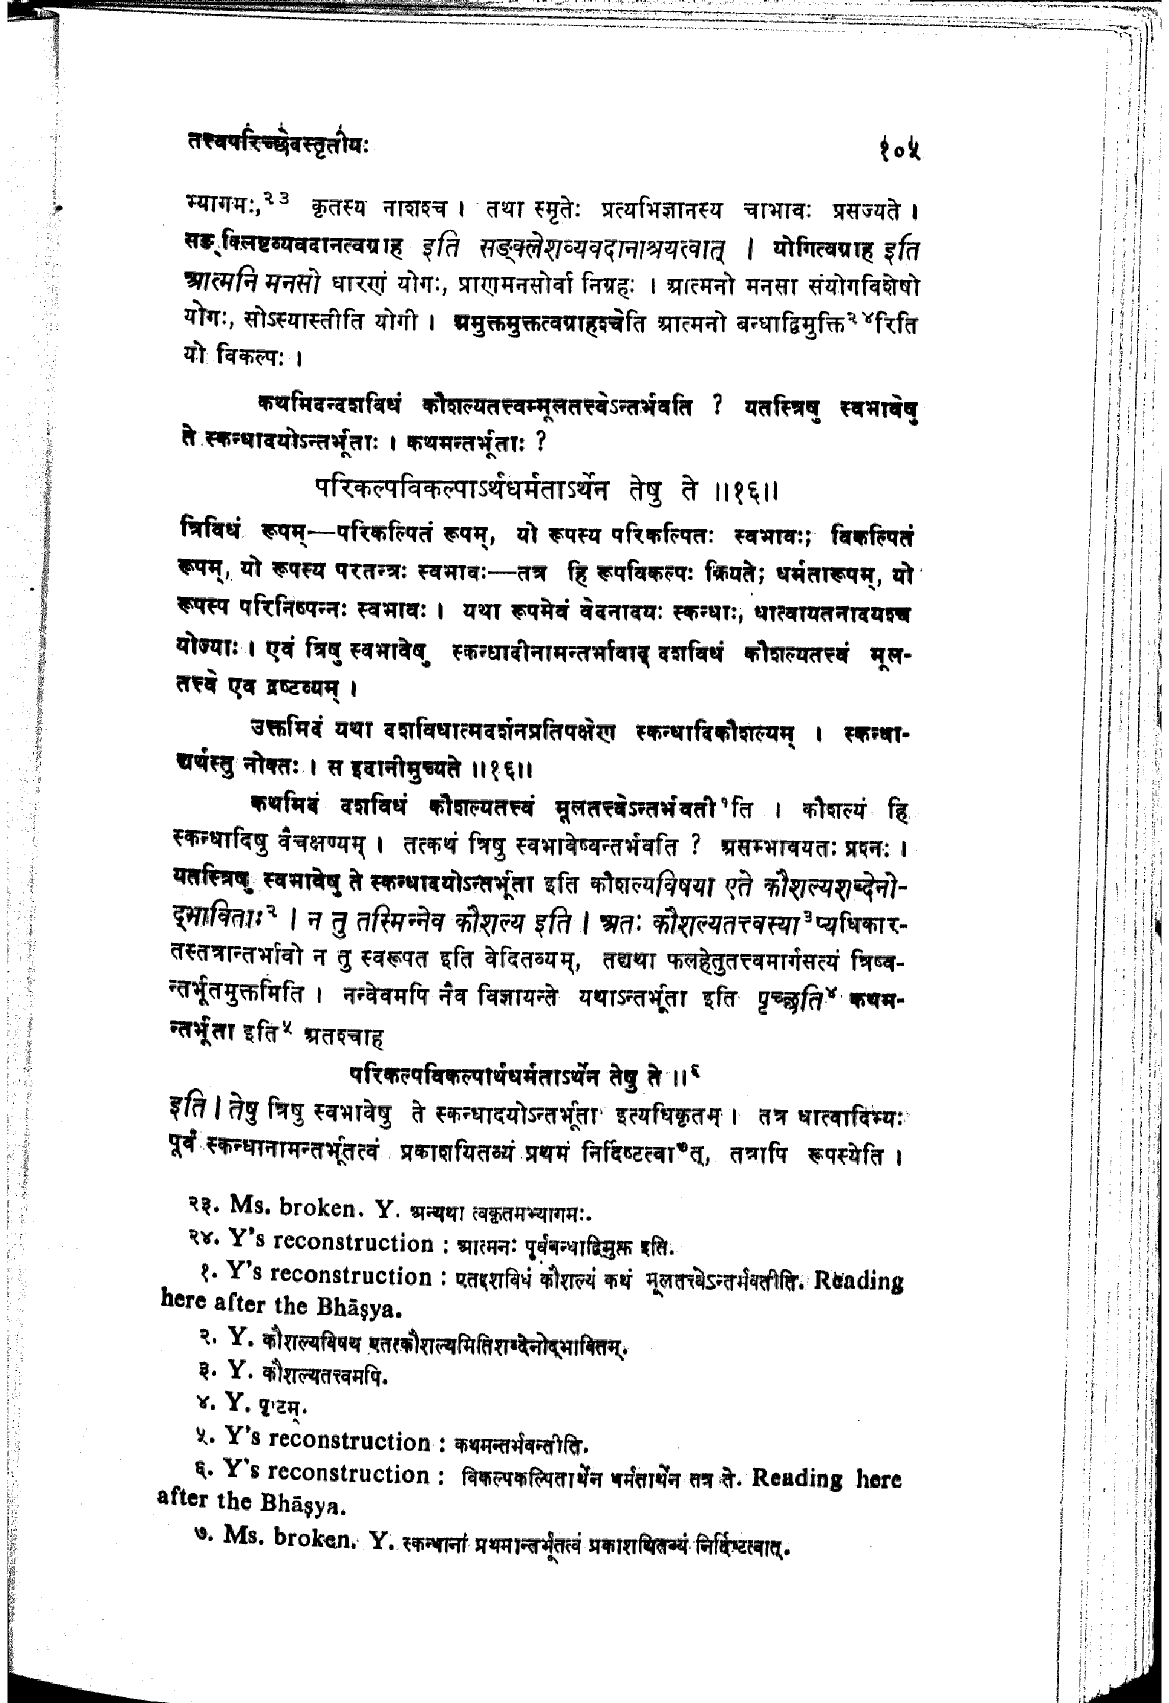 तत्त्वपरिच्छेदस्तृतीयः १०५
भ्यागमः,२३ कृतस्य नाशश्च । तथा स्मृतेः प्रत्यभिज्ञानस्य चाभावः प्रसज्यते ।
सङ्क्लिष्टव्यवदानत्वग्राह इति सङ्क्लेशव्यवदानाश्रयत्वात् । योगित्वग्राह इति
आत्मनि मनसो धारणं योगः, प्राणमनसोर्वा निग्रहः । आत्मनो मनसा संयोगविशेषो
योगः, सोऽस्यास्तीति योगी । अमुक्तमुक्तत्वग्राहश्चेति आत्मनो बन्धाद्विमुक्ति२४रिति
यो विकल्पः ।
कथमिदन्दशविधं कौशल्यतत्त्वम्मूलतत्त्वेऽन्तर्भवति ? यतस्त्रिषु स्वभावेषु
ते स्कन्धादयोऽन्तर्भूताः । कथमन्तर्भूताः ?
परिकल्पविकल्पाऽर्थधर्मताऽर्थेन तेषु ते ॥१६॥
त्रिविधं रूपम्—परिकल्पितं रूपम्, यो रूपस्य परिकल्पितः स्वभावः; विकल्पितं
रूपम्, यो रूपस्य परतन्त्रः स्वभावः—तत्र हि रूपविकल्पः क्रियते; धर्मतारूपम्, यो
रूपस्य परिनिष्पन्नः स्वभावः । यथा रूपमेवं वेदनादयः स्कन्धाः, धात्वायतनादयश्च
योज्याः । एवं त्रिषु स्वभावेषु स्कन्धादीनामन्तर्भावाद् दशविधं कौशल्यतत्त्वं मूल-
तत्त्वे एव द्रष्टव्यम् ।
उक्तमिदं यथा दशविधात्मदर्शनप्रतिपक्षेण स्कन्धादिकौशल्यम् । स्कन्धा-
द्यर्थस्तु नोक्तः । स इदानीमुच्यते ॥१६॥
कथमिदं दशविधं कौशल्यतत्त्वं मूलतत्त्वेऽन्तर्भवती१ति । कौशल्यं हि
स्कन्धादिषु वैचक्षण्यम् । तत्कथं त्रिषु स्वभावेष्वन्तर्भवति ? असम्भावयतः प्रश्नः ।
यतस्त्रिषु स्वभावेषु ते स्कन्धादयोऽन्तर्भूता इति कौशल्यविषया एते कौशल्यशब्देनो-
द्भाविताः२ । न तु तस्मिन्नेव कौशल्य इति । अतः कौशल्यतत्त्वस्या३प्यधिकार-
तस्तत्रान्तर्भावो न तु स्वरूपत इति वेदितव्यम्, तद्यथा फलहेतुतत्त्वमार्गसत्यं त्रिष्व-
न्तर्भूतमुक्तमिति । नन्वेवमपि नैव विज्ञायन्ते यथाऽन्तर्भूता इति पृच्छति४ कथम-
न्तर्भूता इति५ अतश्चाह
परिकल्पविकल्पार्थधर्मताऽर्थेन तेषु ते ॥६
इति । तेषु त्रिषु स्वभावेषु ते स्कन्धादयोऽन्तर्भूता इत्यधिकृतम् । तत्र धात्वादिभ्यः
पूर्वं स्कन्धानामन्तर्भूतत्वं प्रकाशयितव्यं प्रथमं निर्दिष्टत्वा७त्, तत्रापि रूपस्येति ।
२३. Ms. broken. Y. अन्यथा त्वकृतमभ्यागमः.
२४. Y's reconstruction : आत्मनः पूर्वबन्धाद्विमुक्त इति.
१. Y's reconstruction : एतद्दशविधं कौशल्यं कथं मूलतत्त्वेऽन्तर्भवतीति. Reading
here after the Bhāṣya.
२. Y. कौशल्यविषय एतत्कौशल्यमितिशब्देनोद्भावितम्.
३. Y. कौशल्यतत्त्वमपि.
४. Y. पृष्टम्.
५. Y's reconstruction : कथमन्तर्भवन्तीति.
६. Y's reconstruction : विकल्पकल्पितार्थेन धर्मतार्थेन तत्र ते. Reading here
after the Bhāṣya.
७. Ms. broken. Y. स्कन्धानां प्रथमान्तर्भूतत्वं प्रकाशयितव्यं निर्दिष्टत्वात्.